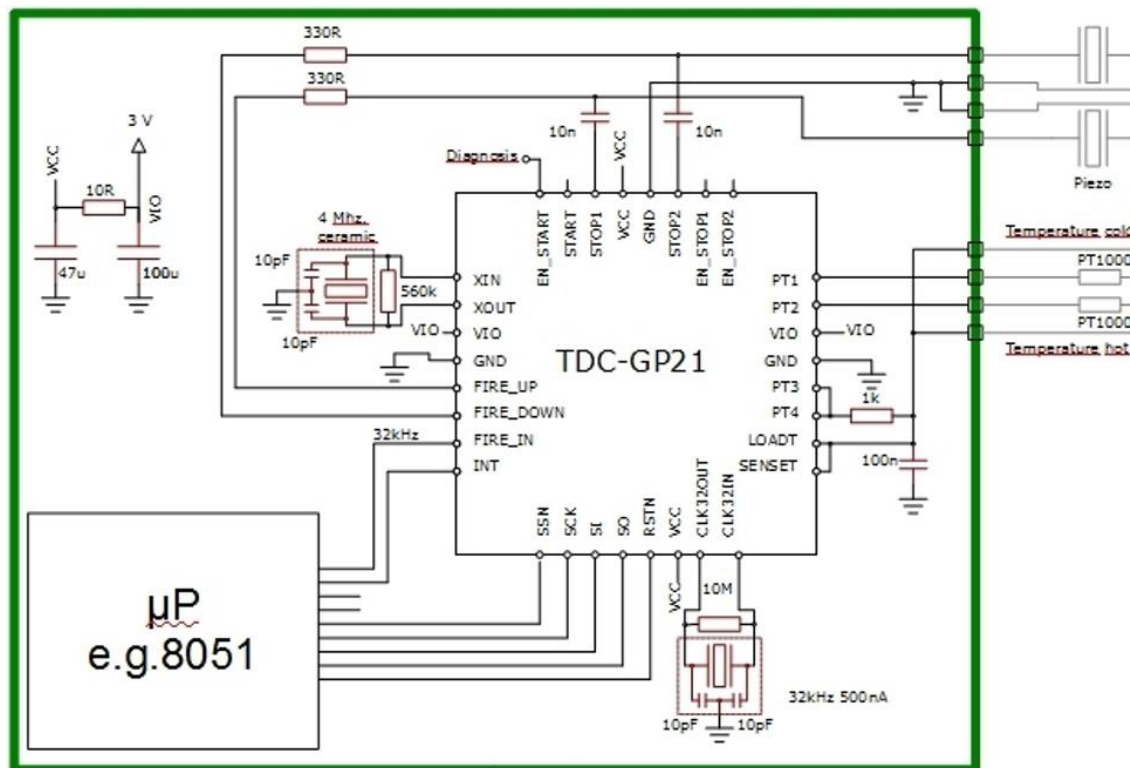 330R
330R
3 V
VCC
10R
VIO
47u
100u
10n
10n
VCC
Diagnosis
Piezo
4 Mhz,
ceramic
10pF
560k
10pF
EN_START
START
STOP1
VCC
GND
STOP2
EN_STOP1
EN_STOP2
XIN
XOUT
VIO
VIO
GND
FIRE_UP
FIRE_DOWN
32kHz
FIRE_IN
INT
TDC-GP21
PT1
PT2
VIO
VIO
GND
PT3
PT4
LOADT
SENSET
1k
100n
Temperature cold
PT1000
PT1000
Temperature hot
SSN
SCK
SI
SO
RSTN
VCC
CLK32OUT
CLK32IN
VCC
10M
10pF
10pF
32kHz 500nA
µP
e.g.8051